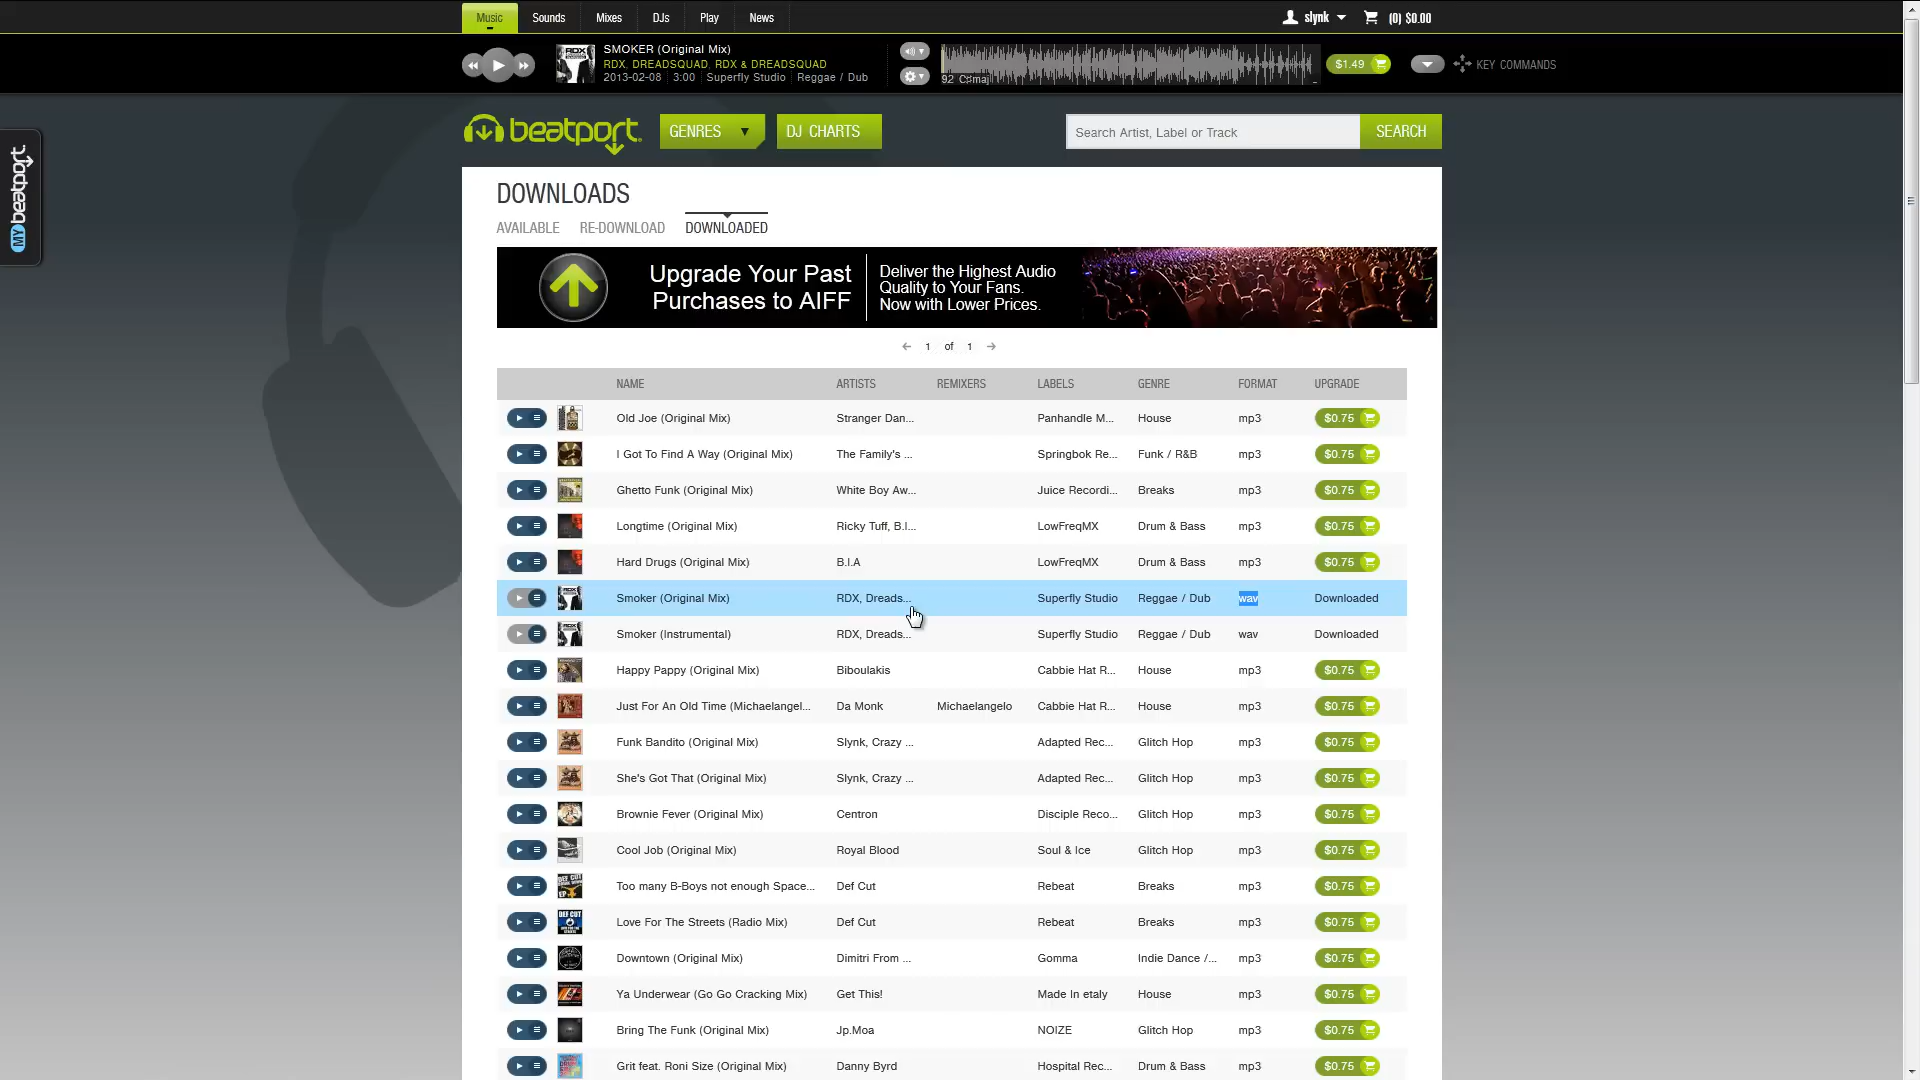 Music Sounds Mixes DJs Play News slynk (0) $0.00
SMOKER (Original Mix)
RDX, DREADSQUAD, RDX & DREADSQUAD
2013-02-08 3:00 Superfly Studio Reggae / Dub
92 C♯maj
$1.49
KEY COMMANDS
MY beatport
beatport
GENRES
DJ CHARTS
Search Artist, Label or Track
SEARCH
DOWNLOADS
AVAILABLE RE-DOWNLOAD DOWNLOADED
Upgrade Your Past
Purchases to AIFF
Deliver the Highest Audio
Quality to Your Fans.
Now with Lower Prices.
1 of 1
NAME ARTISTS REMIXERS LABELS GENRE FORMAT UPGRADE
Old Joe (Original Mix) Stranger Dan... Panhandle M... House mp3 $0.75
I Got To Find A Way (Original Mix) The Family's ... Springbok Re... Funk / R&B mp3 $0.75
Ghetto Funk (Original Mix) White Boy Aw... Juice Recordi... Breaks mp3 $0.75
Longtime (Original Mix) Ricky Tuff, B.I... LowFreqMX Drum & Bass mp3 $0.75
Hard Drugs (Original Mix) B.I.A LowFreqMX Drum & Bass mp3 $0.75
Smoker (Original Mix) RDX, Dreads... Superfly Studio Reggae / Dub wav Downloaded
Smoker (Instrumental) RDX, Dreads... Superfly Studio Reggae / Dub wav Downloaded
Happy Pappy (Original Mix) Biboulakis Cabbie Hat R... House mp3 $0.75
Just For An Old Time (Michaelangel... Da Monk Michaelangelo Cabbie Hat R... House mp3 $0.75
Funk Bandito (Original Mix) Slynk, Crazy ... Adapted Rec... Glitch Hop mp3 $0.75
She's Got That (Original Mix) Slynk, Crazy ... Adapted Rec... Glitch Hop mp3 $0.75
Brownie Fever (Original Mix) Centron Disciple Reco... Glitch Hop mp3 $0.75
Cool Job (Original Mix) Royal Blood Soul & Ice Glitch Hop mp3 $0.75
Too many B-Boys not enough Space... Def Cut Rebeat Breaks mp3 $0.75
Love For The Streets (Radio Mix) Def Cut Rebeat Breaks mp3 $0.75
Downtown (Original Mix) Dimitri From ... Gomma Indie Dance /... mp3 $0.75
Ya Underwear (Go Go Cracking Mix) Get This! Made In etaly House mp3 $0.75
Bring The Funk (Original Mix) Jp.Moa NOIZE Glitch Hop mp3 $0.75
Grit feat. Roni Size (Original Mix) Danny Byrd Hospital Rec... Drum & Bass mp3 $0.75